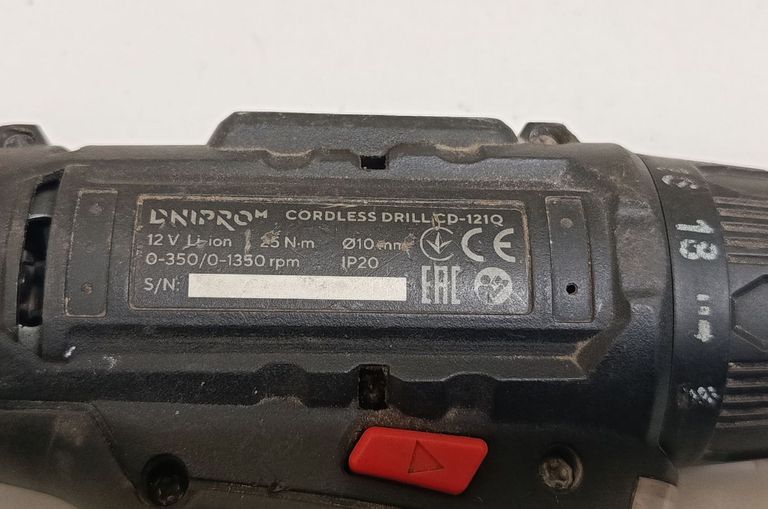 DNIPRO M CORDLESS DRILL CD-121Q
12 V Li-ion 25 N·m Ø10 mm
0-350/0-1350 rpm IP20
S/N:
CE
EAC
13